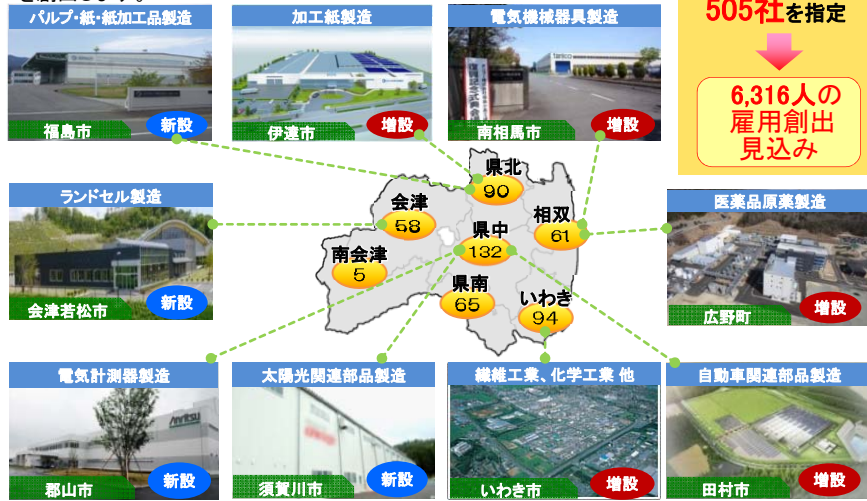 を創出します。
505社を指定
6,316人の
雇用創出
見込み
パルプ・紙・紙加工品製造
福島市
新設
加工紙製造
伊達市
増設
電気機械器具製造
南相馬市
増設
ランドセル製造
会津若松市
新設
医薬品原薬製造
広野町
増設
県北
90
会津
58
相双
61
県中
132
南会津
5
県南
65
いわき
94
電気計測器製造
Anritsu
郡山市
新設
太陽光関連部品製造
須賀川市
新設
繊維工業、化学工業 他
いわき市
増設
自動車関連部品製造
田村市
増設